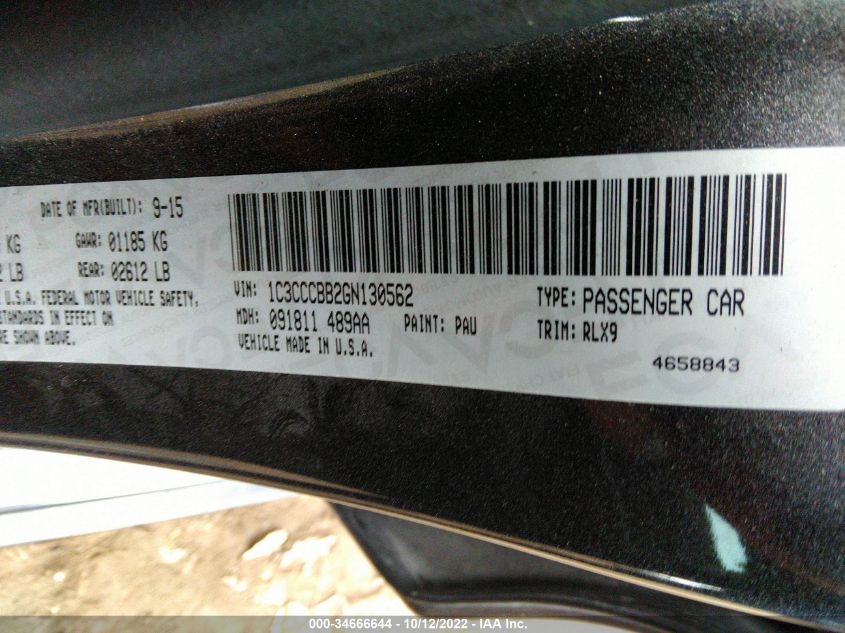 DATE OF MFR(BUILT): 9-15
KG GAWR: 01185 KG
LB REAR: 02612 LB
U.S.A. FEDERAL MOTOR VEHICLE SAFETY,
STANDARDS IN EFFECT ON
SHOWN ABOVE.
VIN: 1C3CCCBB2GN130562
TYPE: PASSENGER CAR
MDH: 091811 489AA PAINT: PAU
TRIM: RLX9
VEHICLE MADE IN U.S.A.
4658843
000-34666644 - 10/12/2022 - IAA Inc.